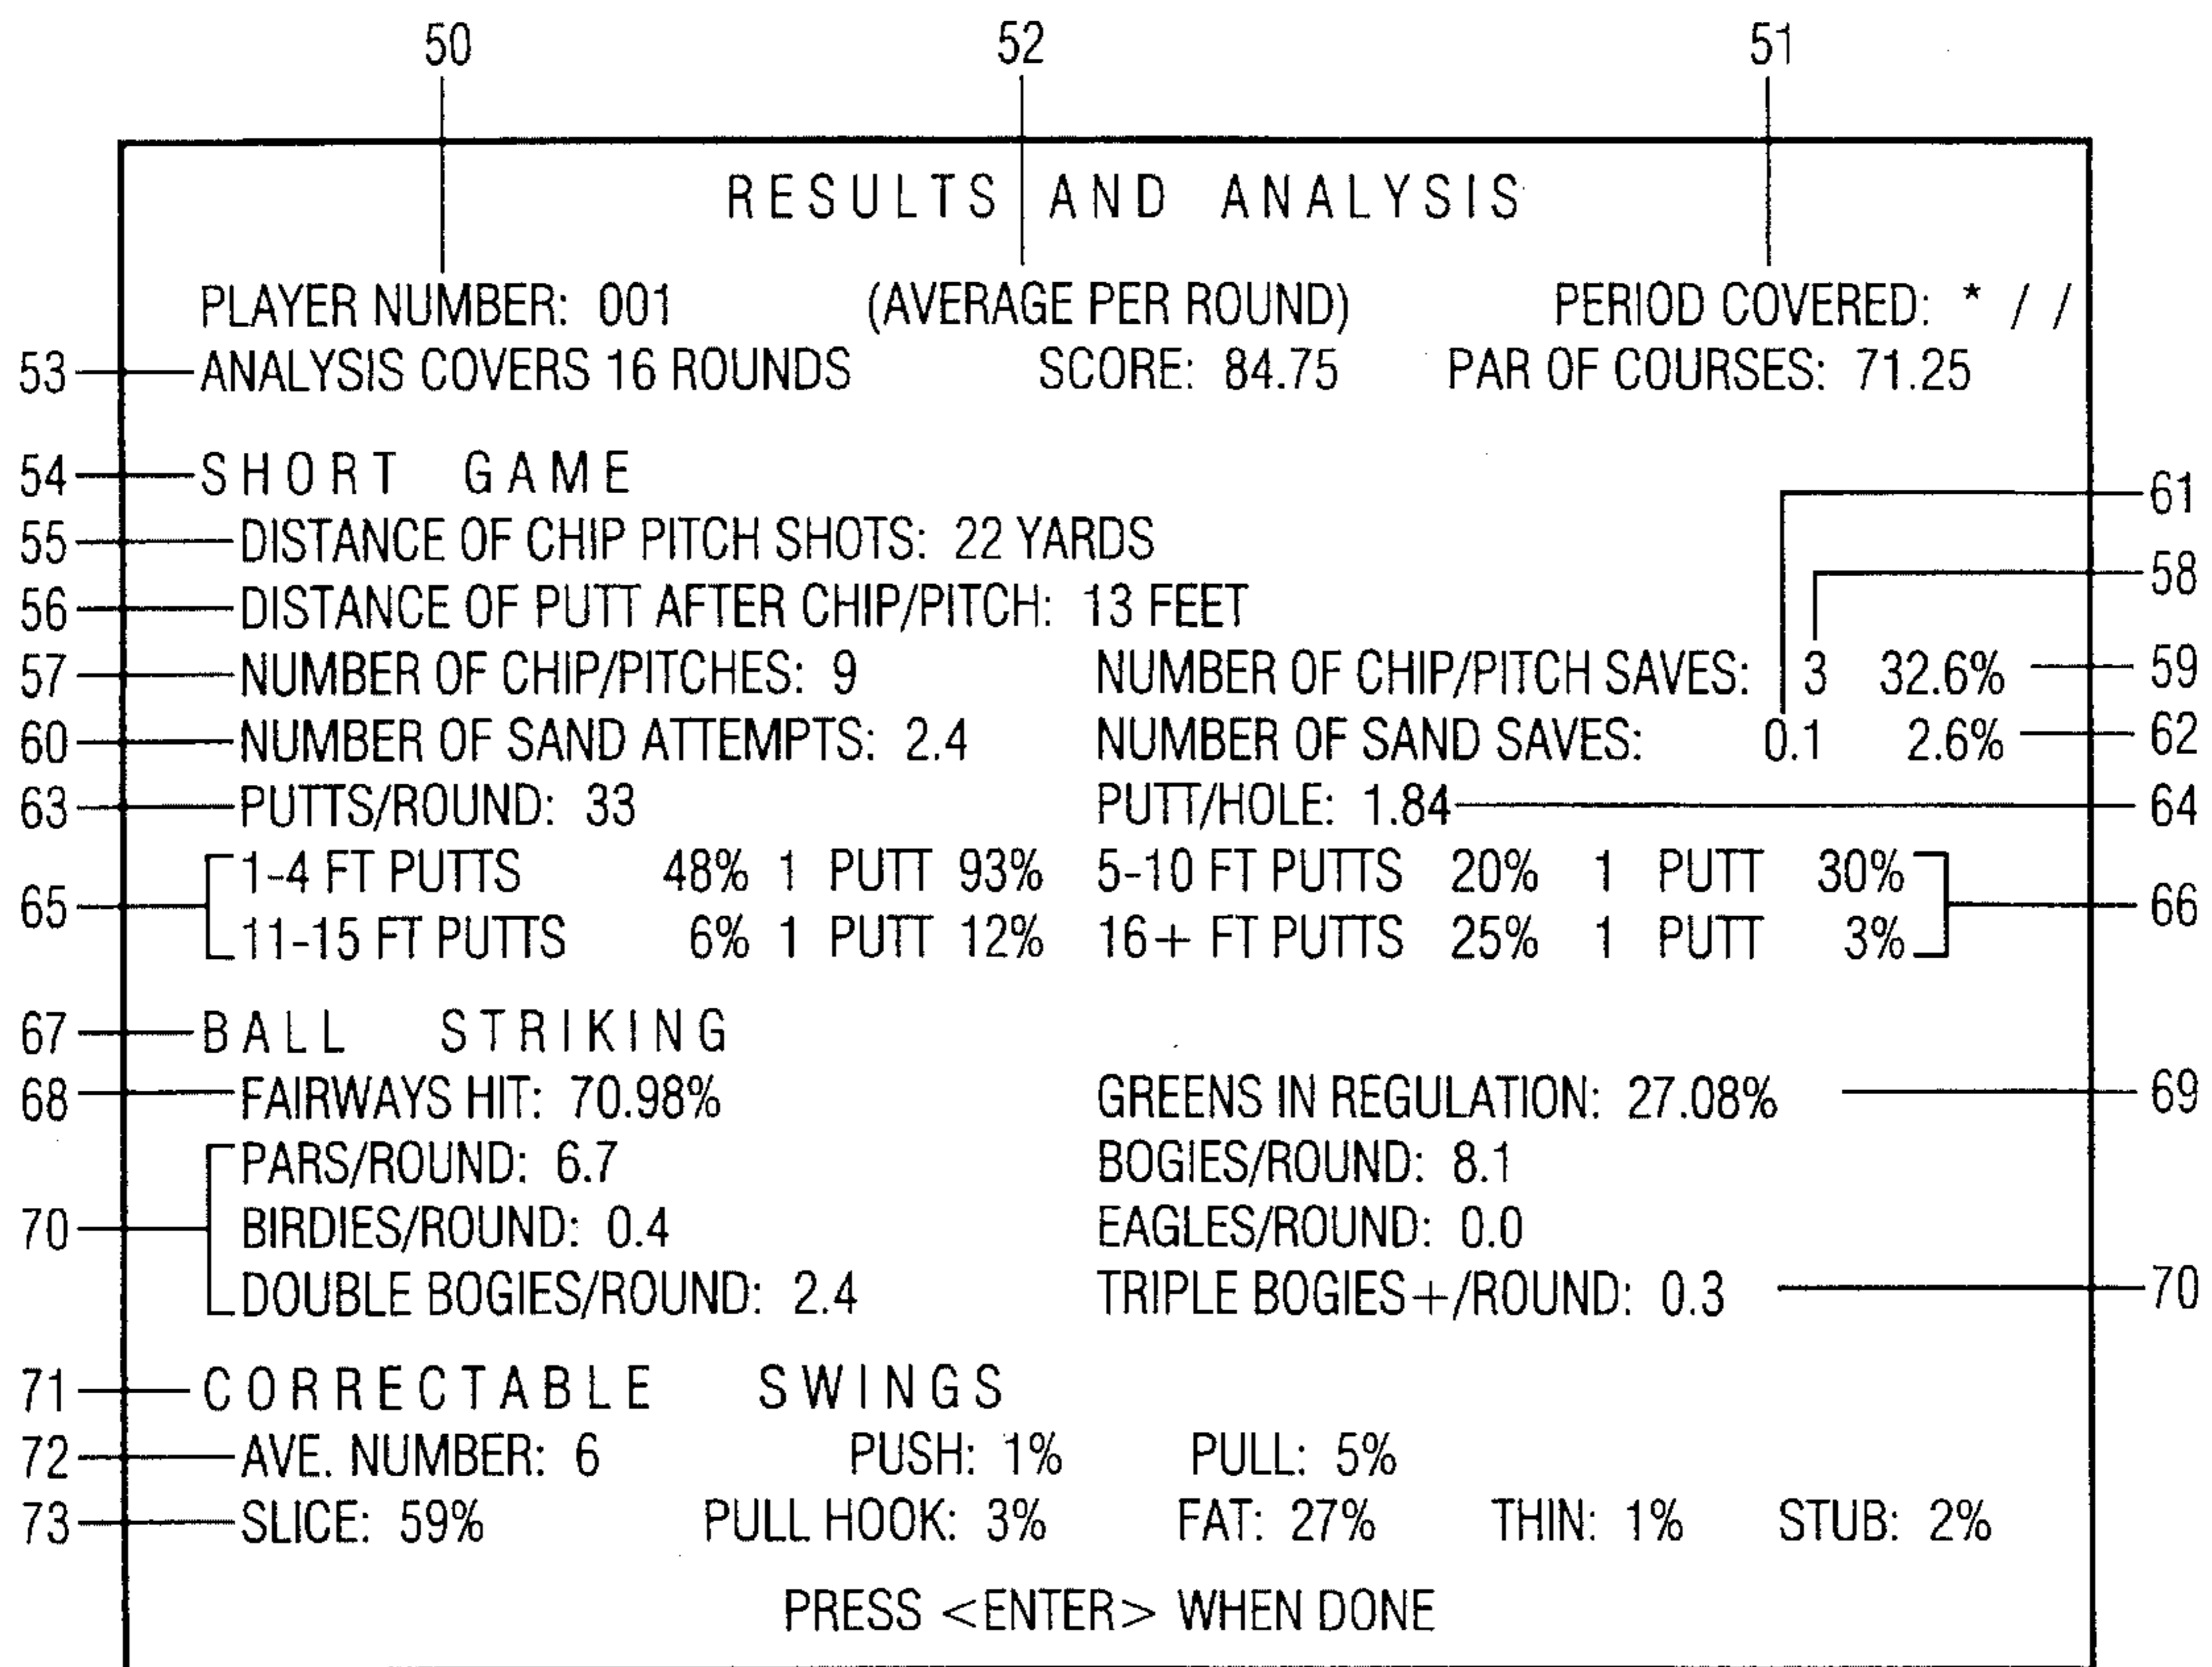 50 52 51
RESULTS AND ANALYSIS
PLAYER NUMBER: 001 (AVERAGE PER ROUND) PERIOD COVERED: * / /
53 ANALYSIS COVERS 16 ROUNDS SCORE: 84.75 PAR OF COURSES: 71.25
54 SHORT GAME 61
55 DISTANCE OF CHIP PITCH SHOTS: 22 YARDS 58
56 DISTANCE OF PUTT AFTER CHIP/PITCH: 13 FEET
57 NUMBER OF CHIP/PITCHES: 9 NUMBER OF CHIP/PITCH SAVES: 3 32.6% 59
60 NUMBER OF SAND ATTEMPTS: 2.4 NUMBER OF SAND SAVES: 0.1 2.6% 62
63 PUTTS/ROUND: 33 PUTT/HOLE: 1.84 64
1-4 FT PUTTS 48% 1 PUTT 93% 5-10 FT PUTTS 20% 1 PUTT 30%
65 66
11-15 FT PUTTS 6% 1 PUTT 12% 16+ FT PUTTS 25% 1 PUTT 3%
67 BALL STRIKING
68 FAIRWAYS HIT: 70.98% GREENS IN REGULATION: 27.08% 69
PARS/ROUND: 6.7 BOGIES/ROUND: 8.1
70 BIRDIES/ROUND: 0.4 EAGLES/ROUND: 0.0
DOUBLE BOGIES/ROUND: 2.4 TRIPLE BOGIES+/ROUND: 0.3 70
71 CORRECTABLE SWINGS
72 AVE. NUMBER: 6 PUSH: 1% PULL: 5%
73 SLICE: 59% PULL HOOK: 3% FAT: 27% THIN: 1% STUB: 2%
PRESS <ENTER> WHEN DONE